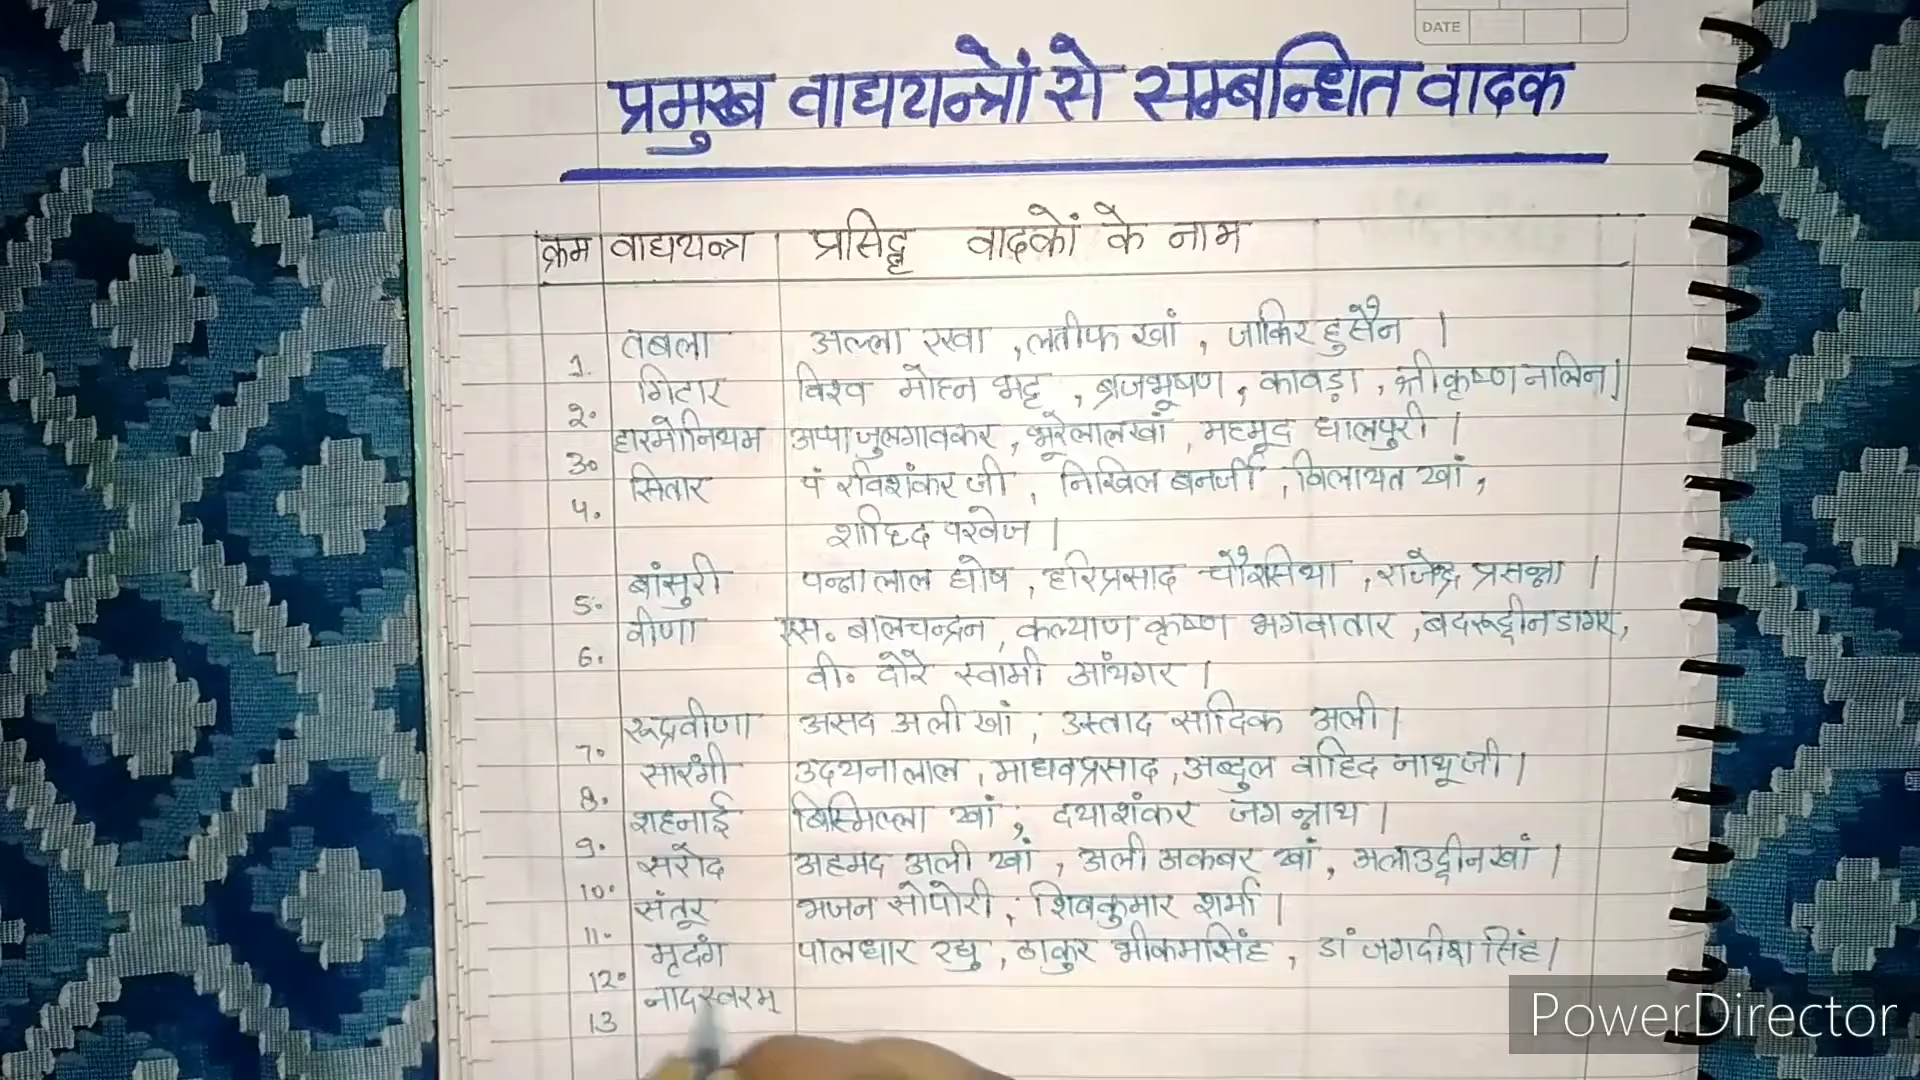 DATE
प्रमुख वाद्ययन्त्रों से सम्बन्धित वादक
क्रम वाद्ययन्त्र प्रसिद्ध वादकों के नाम
1. तबला अल्ला रखा , लतीफ खां , जाकिर हुसैन ।
2. गिटार विश्व मोहन भट्ट , ब्रजभूषण , कावड़ा , श्रीकृष्ण नलिन।
3. हारमोनियम अप्पा जुलगावकर , भूरेलाल खां , महमूद धालपुरी ।
4. सितार पं रविशंकर जी , निखिल बनर्जी , विलायत खां ,
शाहिद परवेज ।
5. बांसुरी पन्नालाल घोष , हरिप्रसाद चौरसिया , राजेन्द्र प्रसन्ना ।
6. वीणा एस. बालचन्द्रन , कल्याण कृष्ण भगवातार , बदरूद्दीन डागर ,
वी. दोरे स्वामी आंयगर ।
7. रूद्रवीणा असद अली खां , उस्ताद सादिक अली ।
8. सारंगी उदयनालाल , माधवप्रसाद , अब्दुल वाहिद नाथूजी ।
9. शहनाई बिस्मिल्ला खां , दयाशंकर जगन्नाथ ।
10. सरोद अहमद अली खां , अली अकबर खां , अलाउद्दीन खां ।
11. संतूर भजन सोपोरी , शिवकुमार शर्मा ।
12. मृदंग पालधार रघु , ठाकुर भीकमसिंह , डां जगदीश सिंह ।
13 नादस्वरम्
PowerDirector